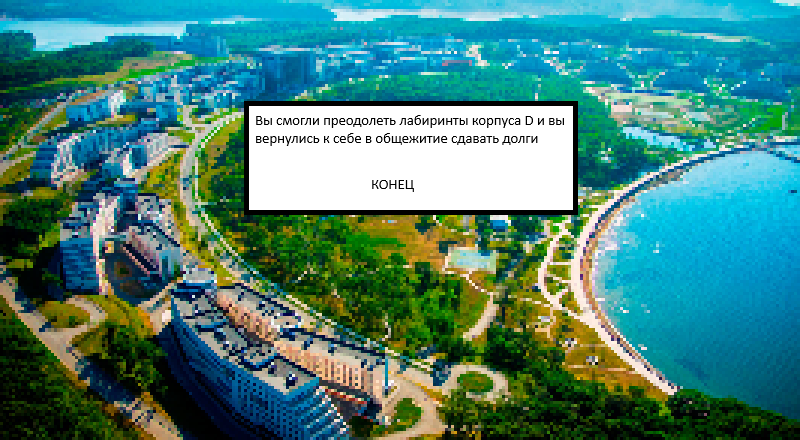 Вы смогли преодолеть лабиринты корпуса D и вы
вернулись к себе в общежитие сдавать долги
КОНЕЦ